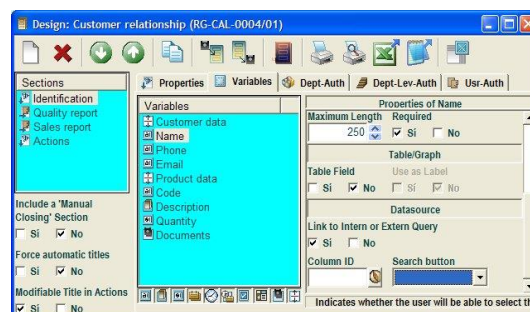 Design: Customer relationship (RG-CAL-0004/01)
Sections
Identification
Quality report
Sales report
Actions
Include a 'Manual
Closing' Section
Si No
Force automatic titles
Si No
Modifiable Title in Actions
Si No
Properties Variables Dept-Auth Dept-Lev-Auth Usr-Auth
Variables
Customer data
Name
Phone
Email
Product data
Code
Description
Quantity
Documents
Properties of Name
Maximum Length Required
250 Sí No
Table/Graph
Table Field Use as Label
Si No Sí No
Datasource
Link to Intern or Extern Query
Si No
Column ID Search button
Indicates whether the user will be able to select th